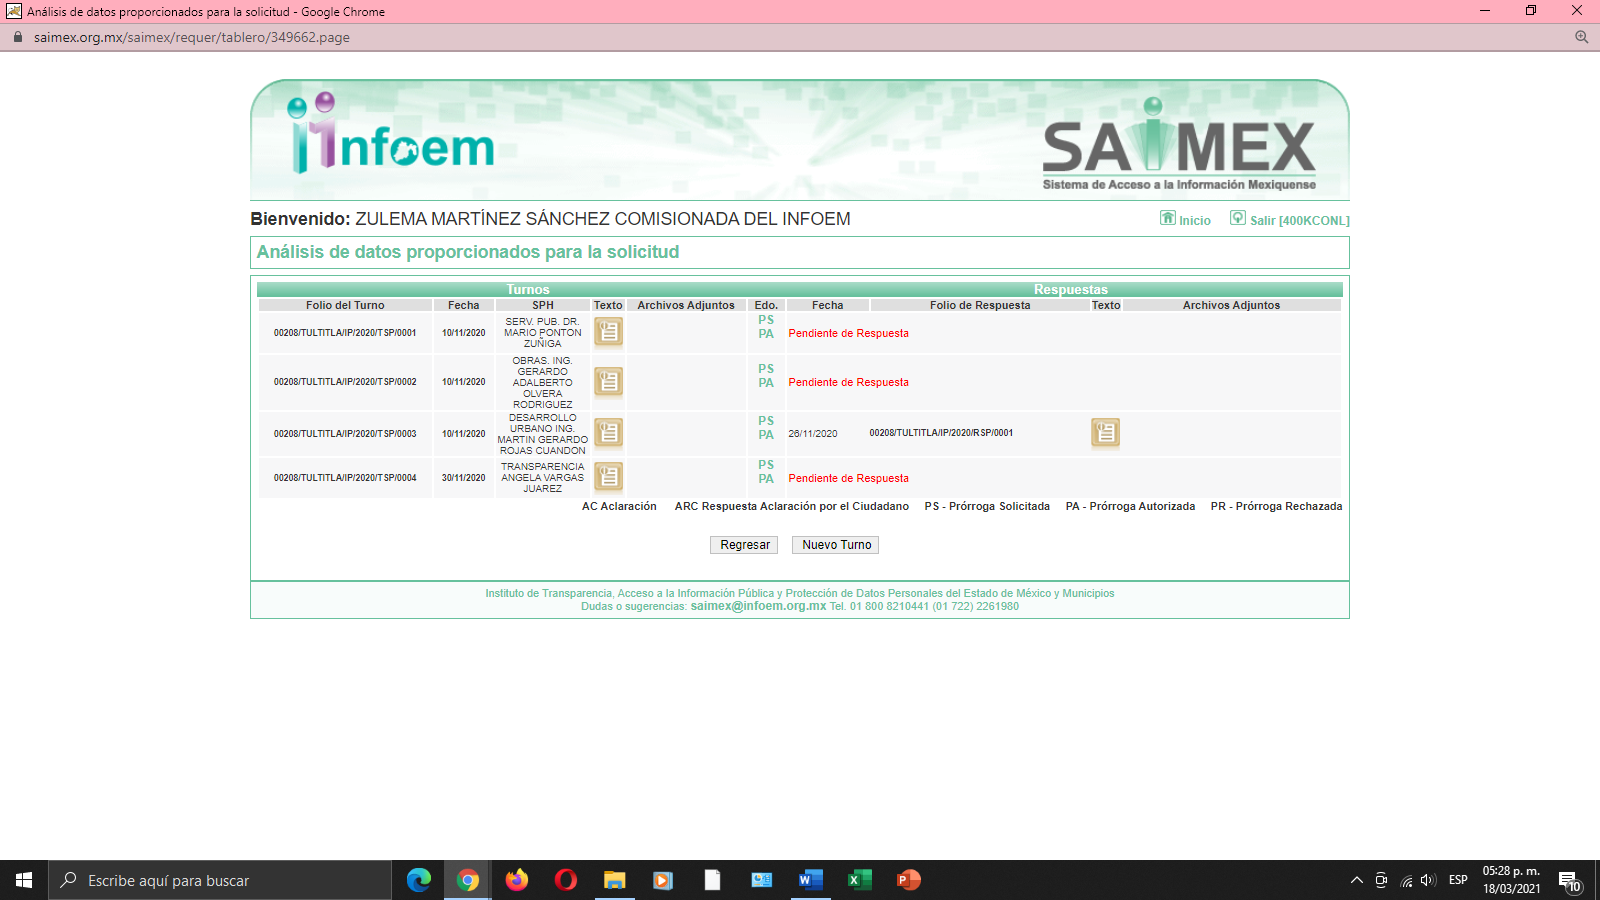 Análisis de datos proporcionados para la solicitud - Google Chrome
saimex.org.mx/saimex/requer/tablero/349662.page
infoem
SAIMEX
Sistema de Acceso a la Información Mexiquense
Bienvenido: ZULEMA MARTÍNEZ SÁNCHEZ COMISIONADA DEL INFOEM
Inicio Salir [400KCONL]
Análisis de datos proporcionados para la solicitud
Turnos Respuestas
Folio del Turno Fecha SPH Texto Archivos Adjuntos Edo. Fecha Folio de Respuesta Texto Archivos Adjuntos
00208/TULTITLA/IP/2020/TSP/0001 10/11/2020 SERV. PUB. DR. MARIO PONTON ZUÑIGA PS PA Pendiente de Respuesta
00208/TULTITLA/IP/2020/TSP/0002 10/11/2020 OBRAS. ING. GERARDO ADALBERTO OLVERA RODRIGUEZ PS PA Pendiente de Respuesta
00208/TULTITLA/IP/2020/TSP/0003 10/11/2020 DESARROLLO URBANO ING. MARTIN GERARDO ROJAS CUANDON PS PA 26/11/2020 00208/TULTITLA/IP/2020/RSP/0001
00208/TULTITLA/IP/2020/TSP/0004 30/11/2020 TRANSPARENCIA ANGELA VARGAS JUAREZ PS PA Pendiente de Respuesta
AC Aclaración ARC Respuesta Aclaración por el Ciudadano PS - Prórroga Solicitada PA - Prórroga Autorizada PR - Prórroga Rechazada
Regresar Nuevo Turno
Instituto de Transparencia, Acceso a la Información Pública y Protección de Datos Personales del Estado de México y Municipios
Dudas o sugerencias: saimex@infoem.org.mx Tel. 01 800 8210441 (01 722) 2261980
Escribe aquí para buscar
ESP
05:28 p. m.
18/03/2021
10